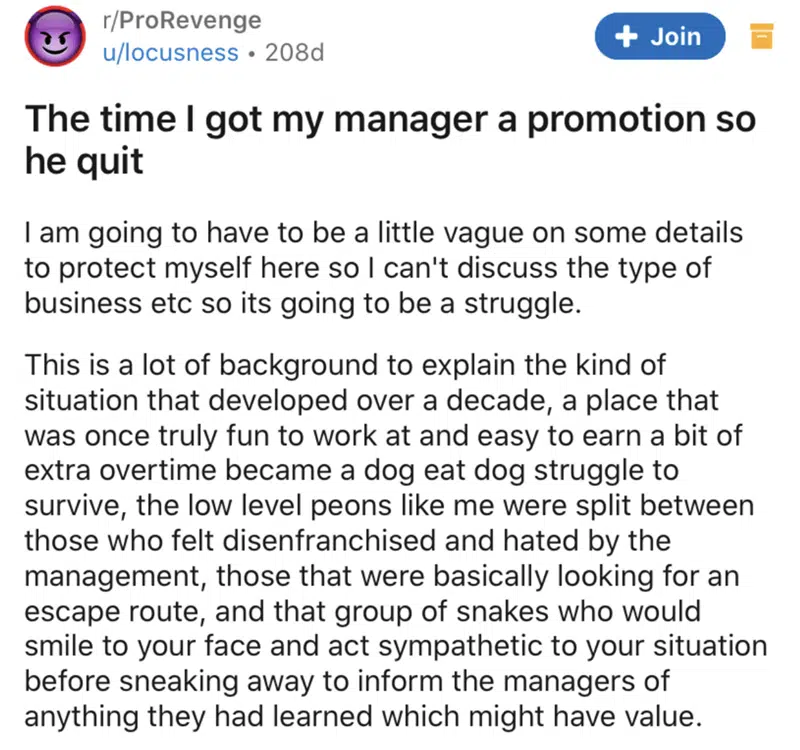 r/ProRevenge
u/locusness • 208d
+ Join
The time I got my manager a promotion so
he quit
I am going to have to be a little vague on some details
to protect myself here so I can't discuss the type of
business etc so its going to be a struggle.
This is a lot of background to explain the kind of
situation that developed over a decade, a place that
was once truly fun to work at and easy to earn a bit of
extra overtime became a dog eat dog struggle to
survive, the low level peons like me were split between
those who felt disenfranchised and hated by the
management, those that were basically looking for an
escape route, and that group of snakes who would
smile to your face and act sympathetic to your situation
before sneaking away to inform the managers of
anything they had learned which might have value.